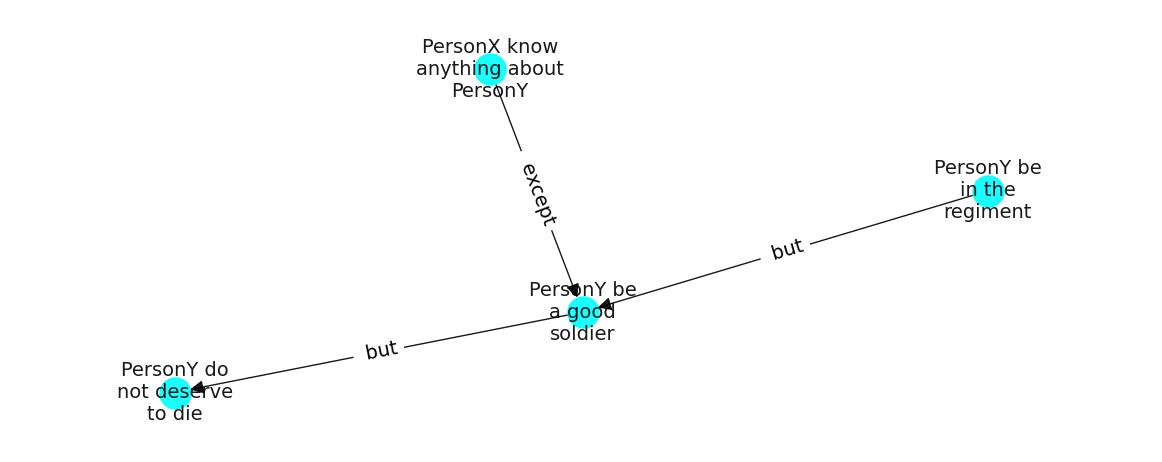 PersonX know
anything about
PersonY
except
PersonY be
in the
regiment
but
PersonY be
a good
soldier
but
PersonY do
not deserve
to die